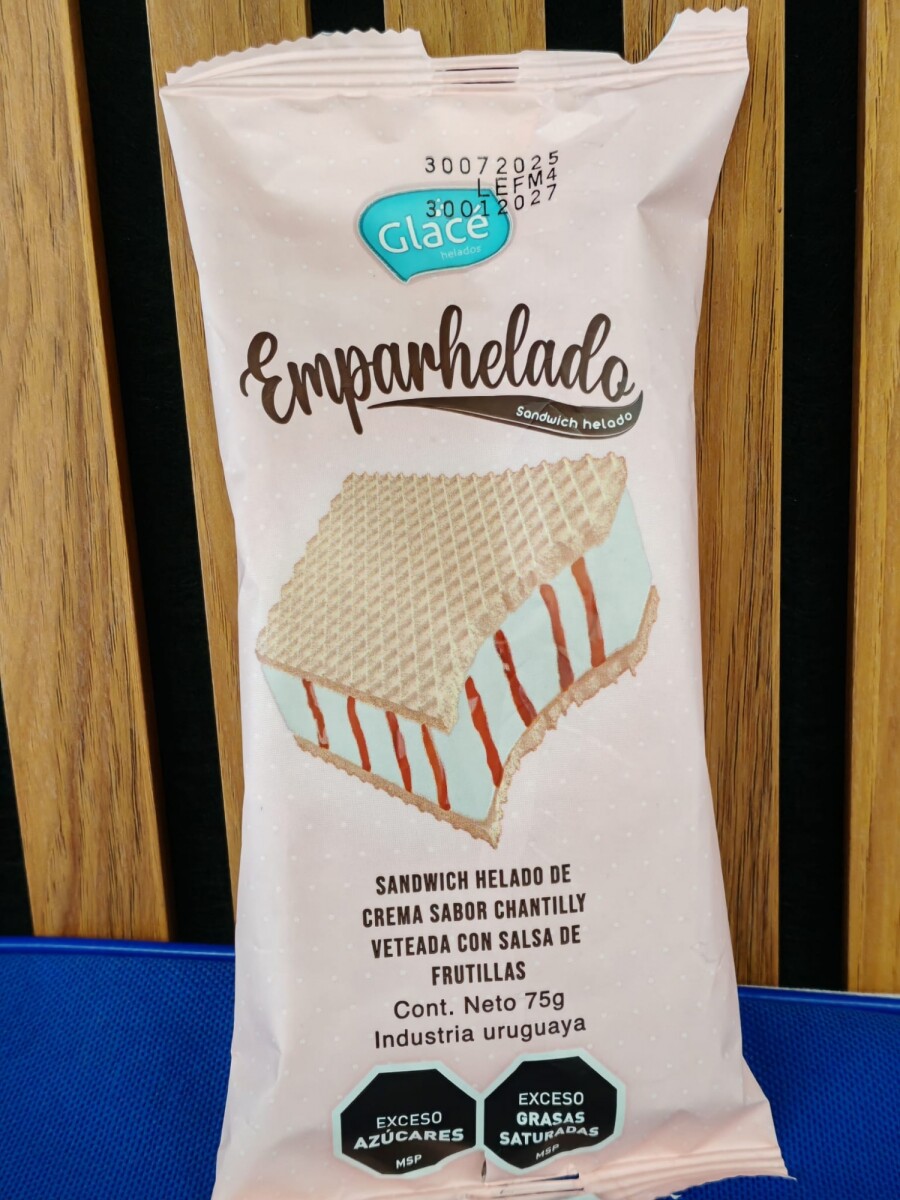 30072025
LEFM4
30012027
Glacé
helados
Emparhelado
Sandwich helado
SANDWICH HELADO DE
CREMA SABOR CHANTILLY
VETEADA CON SALSA DE
FRUTILLAS
Cont. Neto 75g
Industria uruguaya
EXCESO
AZÚCARES
MSP
EXCESO
GRASAS
SATURADAS
MSP